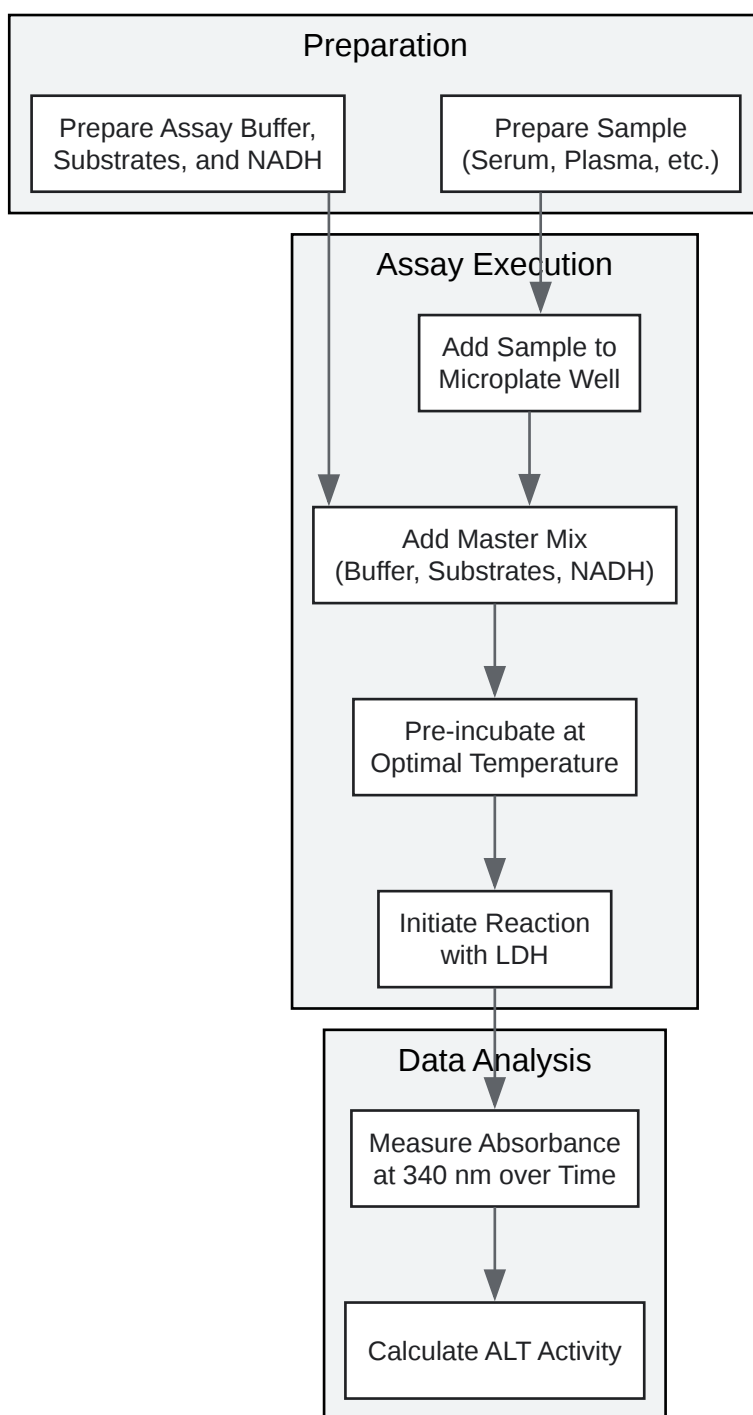 Preparation
Prepare Assay Buffer,
Substrates, and NADH
Prepare Sample
(Serum, Plasma, etc.)
Assay Execution
Add Sample to
Microplate Well
Add Master Mix
(Buffer, Substrates, NADH)
Pre-incubate at
Optimal Temperature
Initiate Reaction
with LDH
Data Analysis
Measure Absorbance
at 340 nm over Time
Calculate ALT Activity